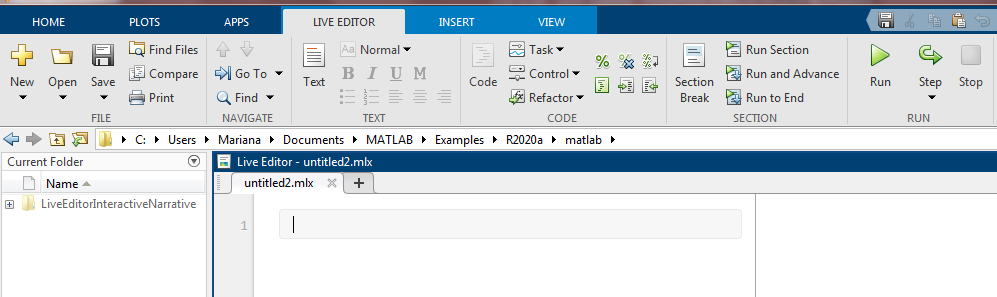 HOME PLOTS APPS LIVE EDITOR INSERT VIEW
New
Open
Save
Find Files
Compare
Print
FILE
Go To
Find
NAVIGATE
Text
Aa Normal
B I U M
TEXT
Code
Task
Control
Refactor
CODE
Section
Break
Run Section
Run and Advance
Run to End
SECTION
Run
Step
Stop
RUN
C: Users Mariana Documents MATLAB Examples R2020a matlab
Current Folder
Name
LiveEditorInteractiveNarrative
Live Editor - untitled2.mlx
untitled2.mlx
1